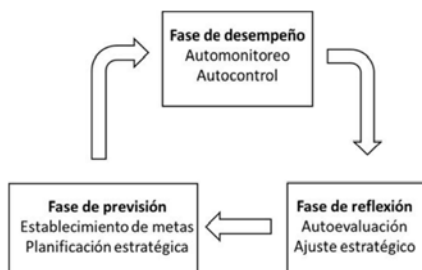 Fase de desempeño
Automonitoreo
Autocontrol
Fase de previsión
Establecimiento de metas
Planificación estratégica
Fase de reflexión
Autoevaluación
Ajuste estratégico